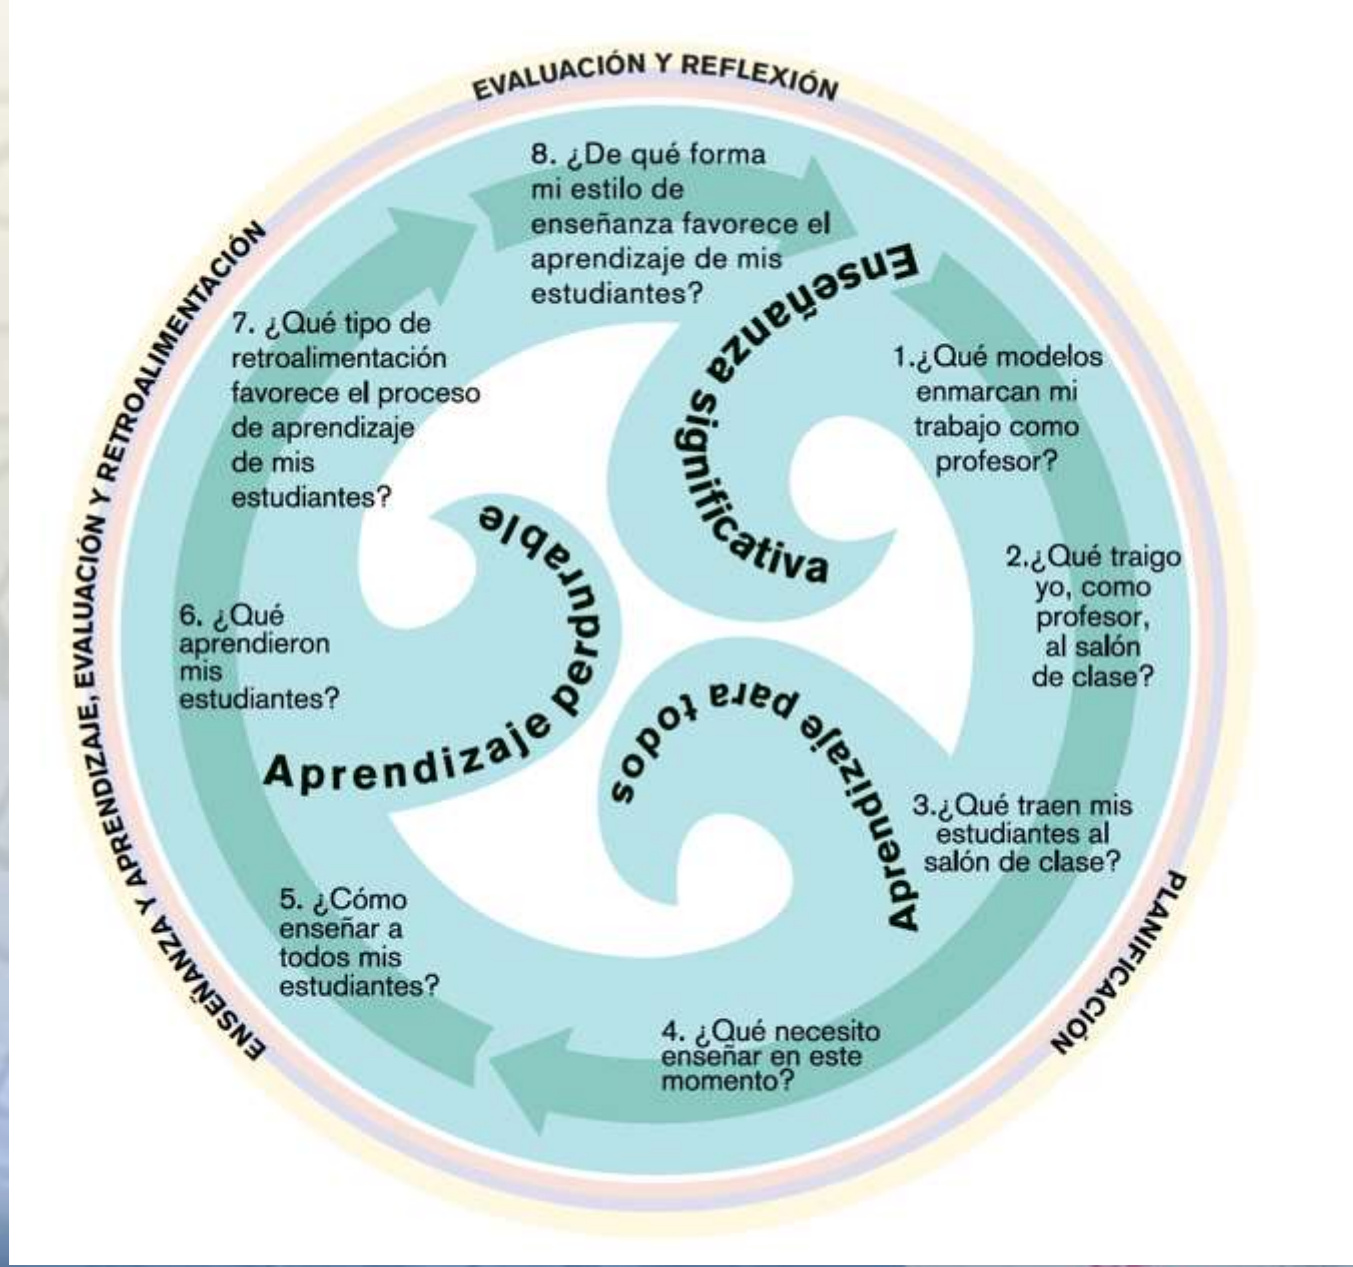 EVALUACIÓN Y REFLEXIÓN
8. ¿De qué forma
mi estilo de
enseñanza favorece el
aprendizaje de mis
estudiantes?
Enseñanza significativa
1.¿Qué modelos
enmarcan mi
trabajo como
profesor?
2.¿Qué traigo
yo, como
profesor,
al salón
de clase?
3.¿Qué traen mis
estudiantes al
salón de clase?
PLANIFICACIÓN
Aprendizaje para todos
4. ¿Qué necesito
enseñar en este
momento?
5. ¿Cómo
enseñar a
todos mis
estudiantes?
6. ¿Qué
aprendieron
mis
estudiantes?
Aprendizaje perdurable
7. ¿Qué tipo de
retroalimentación
favorece el proceso
de aprendizaje
de mis
estudiantes?
ENSEÑANZA Y APRENDIZAJE, EVALUACIÓN Y RETROALIMENTACIÓN